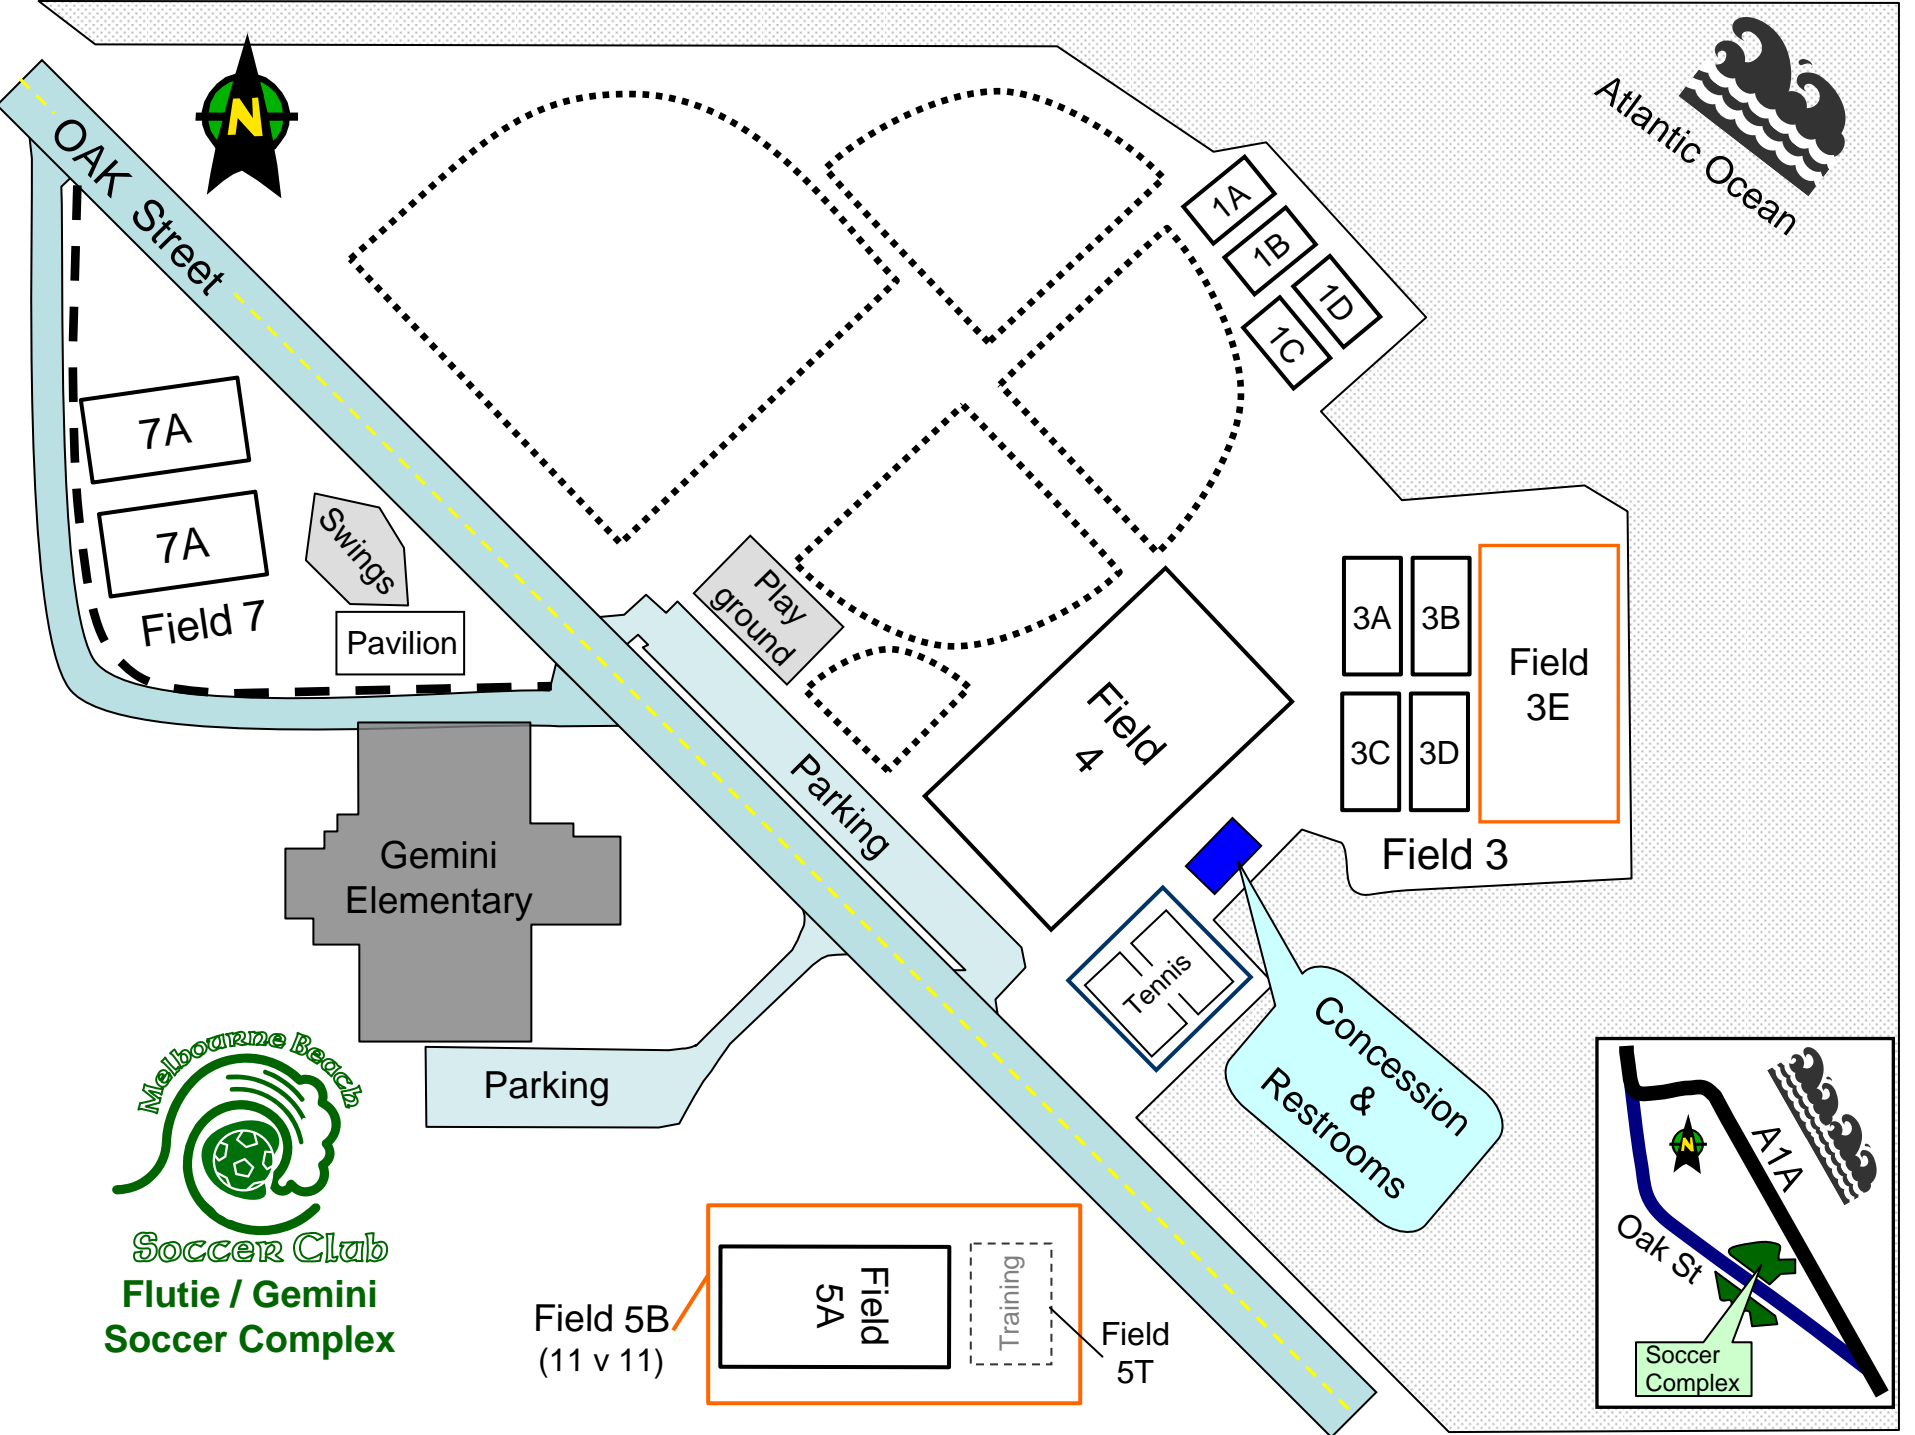 N
OAK Street
Atlantic Ocean
1A
1B
1D
1C
7A
7A
Field 7
Swings
Pavilion
Play
ground
Parking
Field
4
3A
3B
3C
3D
Field
3E
Field 3
Gemini
Elementary
Tennis
Concession
&
Restrooms
Parking
Melbourne Beach
Soccer Club
Flutie / Gemini
Soccer Complex
Field 5B
(11 v 11)
Field
5A
Training
Field
5T
N
A1A
Oak St
Soccer
Complex